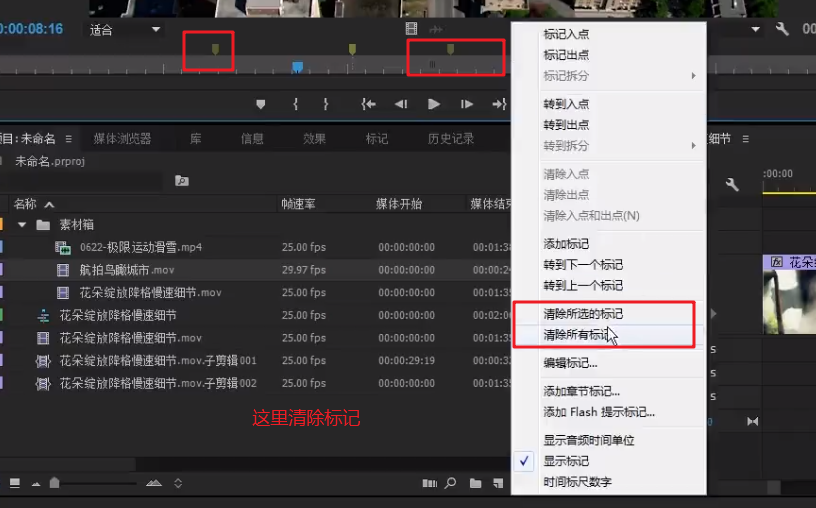 0:00:08:16
适合
00
标记入点
标记出点
标记拆分
转到入点
转到出点
转到拆分
清除入点
清除出点
清除入点和出点(N)
添加标记
转到下一个标记
转到上一个标记
清除所选的标记
清除所有标记
编辑标记...
添加章节标记...
添加 Flash 提示标记...
显示音频时间单位
显示标记
时间标尺数字
项目:未命名
媒体浏览器
库
信息
效果
标记
历史记录
细节
未命名.prproj
:00:00
名称
帧速率
媒体开始
媒体结束
素材箱
0622-极限运动滑雪.mp4 25.00 fps 00:00:00:00 00:01:38
航拍鸟瞰城市.mov 29.97 fps 00:00:00:00 00:00:24
花朵绽放降格慢速细节.mov 25.00 fps 00:00:00:00 00:01:35
花朵绽放降格慢速细节 25.00 fps 00:00:00:00 00:02:06
花朵绽放降格慢速细节.mov 25.00 fps 00:00:00:00 00:01:35
花朵绽放降格慢速细节.mov.子剪辑001 25.00 fps 00:00:29:19 00:00:3
花朵绽放降格慢速细节.mov.子剪辑002 25.00 fps 00:00:00:00 00:01:35
fx 花朵
S
S
S
这里清除标记